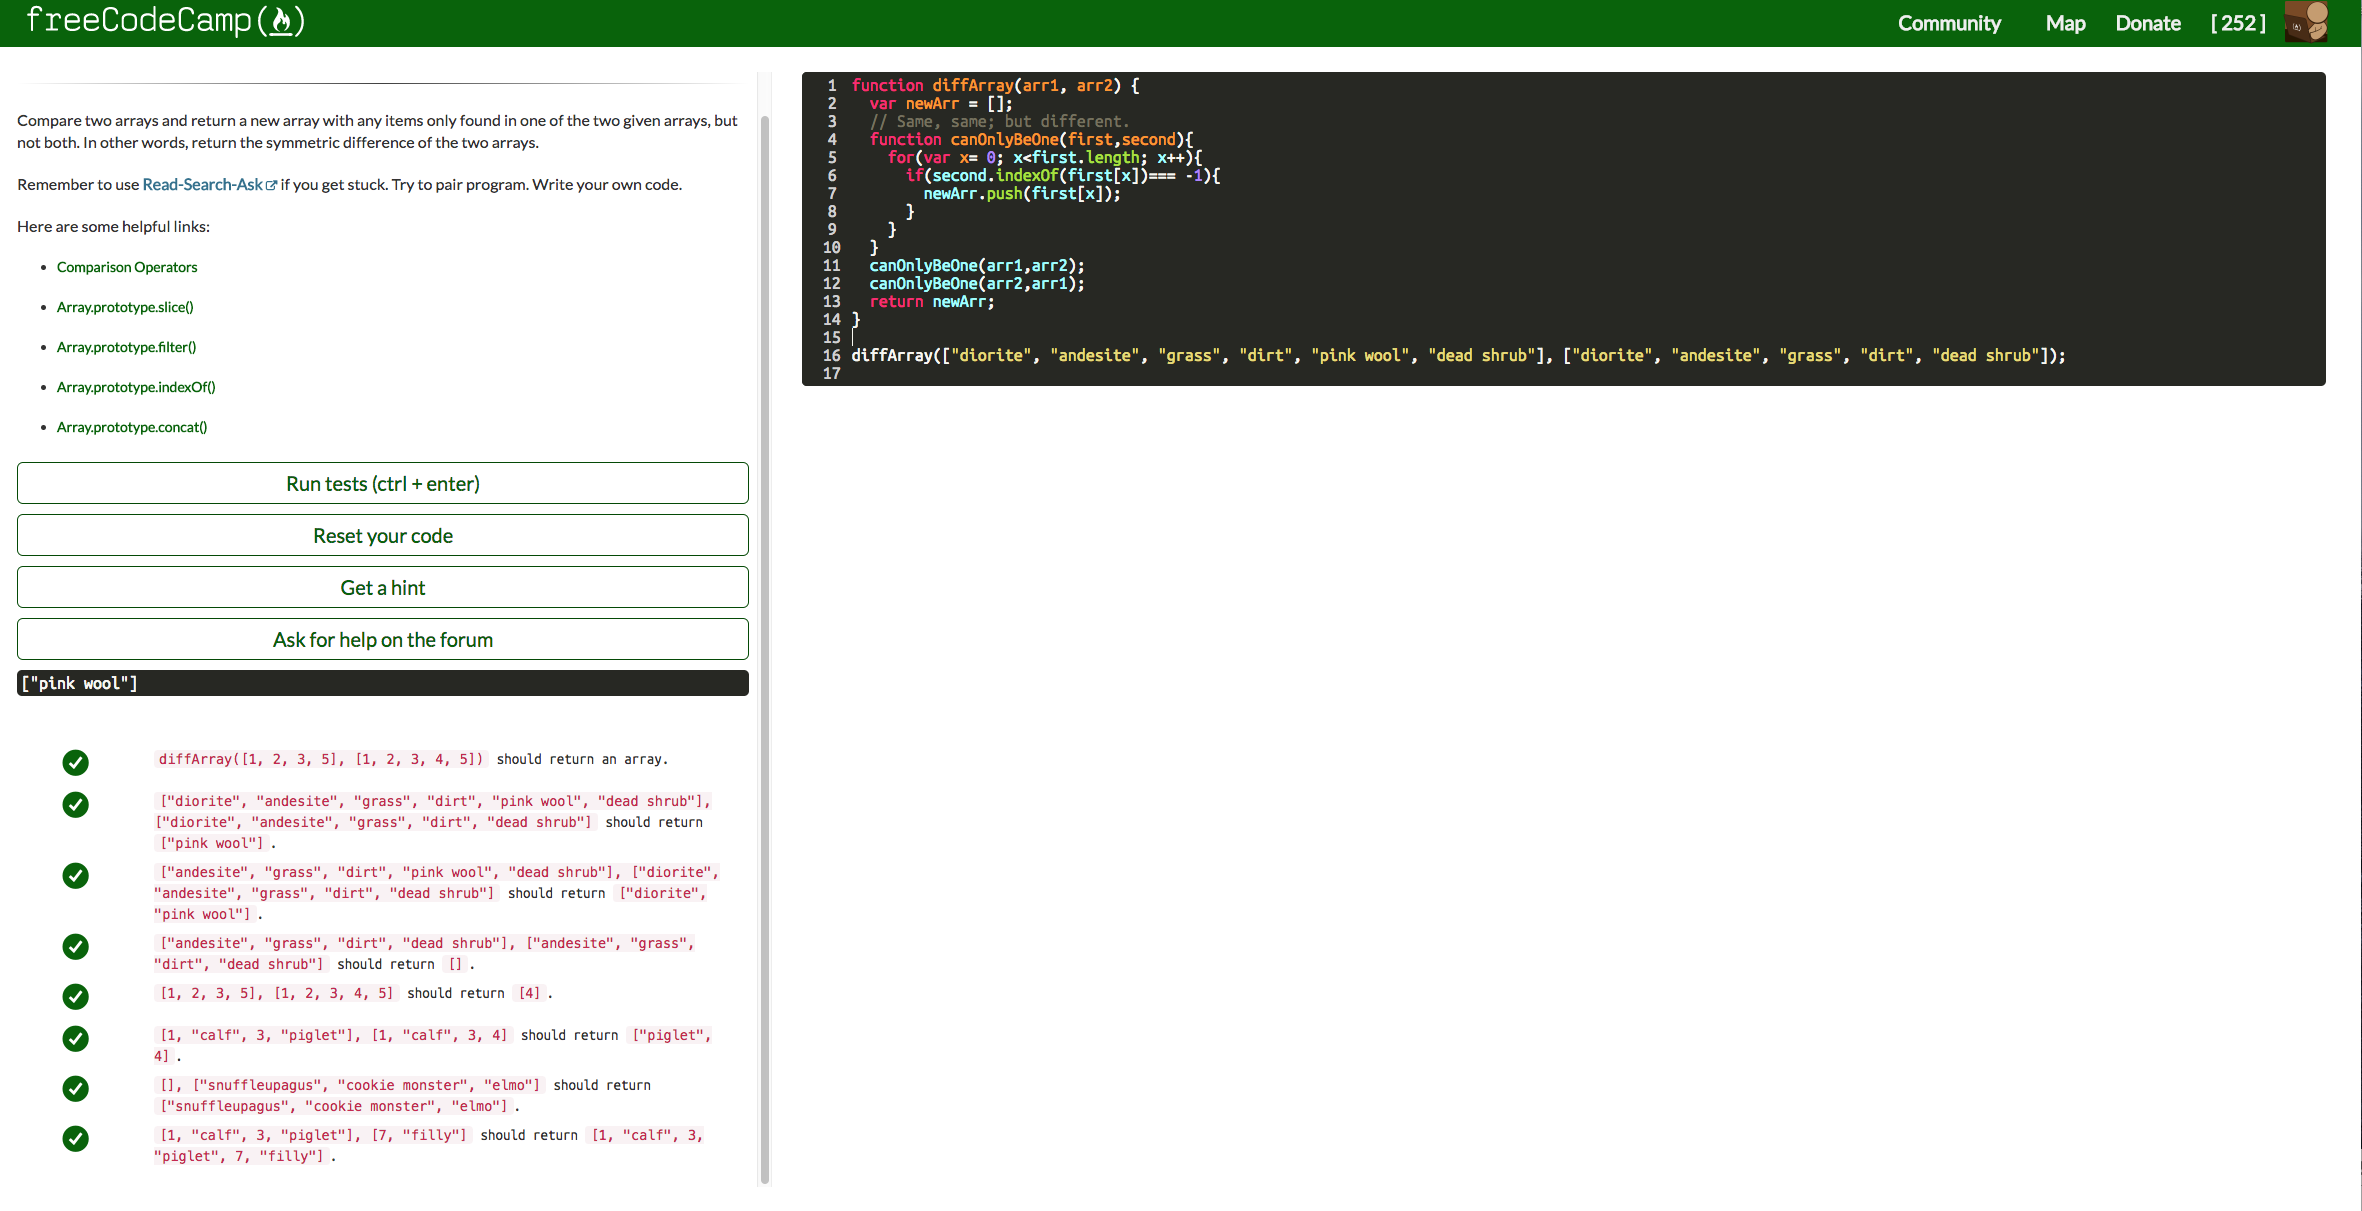 freeCodeCamp(🔥)
Community Map Donate [ 252 ]
Compare two arrays and return a new array with any items only found in one of the two given arrays, but
not both. In other words, return the symmetric difference of the two arrays.
Remember to use Read-Search-Ask if you get stuck. Try to pair program. Write your own code.
Here are some helpful links:
• Comparison Operators
• Array.prototype.slice()
• Array.prototype.filter()
• Array.prototype.indexOf()
• Array.prototype.concat()
Run tests (ctrl + enter)
Reset your code
Get a hint
Ask for help on the forum
["pink wool"]
diffArray([1, 2, 3, 5], [1, 2, 3, 4, 5]) should return an array.
["diorite", "andesite", "grass", "dirt", "pink wool", "dead shrub"],
["diorite", "andesite", "grass", "dirt", "dead shrub"] should return
["pink wool"].
["andesite", "grass", "dirt", "pink wool", "dead shrub"], ["diorite",
"andesite", "grass", "dirt", "dead shrub"] should return ["diorite",
"pink wool"].
["andesite", "grass", "dirt", "dead shrub"], ["andesite", "grass",
"dirt", "dead shrub"] should return [].
[1, 2, 3, 5], [1, 2, 3, 4, 5] should return [4].
[1, "calf", 3, "piglet"], [1, "calf", 3, 4] should return ["piglet",
4].
[], ["snuffleupagus", "cookie monster", "elmo"] should return
["snuffleupagus", "cookie monster", "elmo"].
[1, "calf", 3, "piglet"], [7, "filly"] should return [1, "calf", 3,
"piglet", 7, "filly"].
1 function diffArray(arr1, arr2) {
2   var newArr = [];
3   // Same, same; but different.
4   function canOnlyBeOne(first,second){
5     for(var x= 0; x<first.length; x++){
6       if(second.indexOf(first[x])=== -1){
7         newArr.push(first[x]);
8       }
9     }
10   }
11   canOnlyBeOne(arr1,arr2);
12   canOnlyBeOne(arr2,arr1);
13   return newArr;
14 }
15
16 diffArray(["diorite", "andesite", "grass", "dirt", "pink wool", "dead shrub"], ["diorite", "andesite", "grass", "dirt", "dead shrub"]);
17